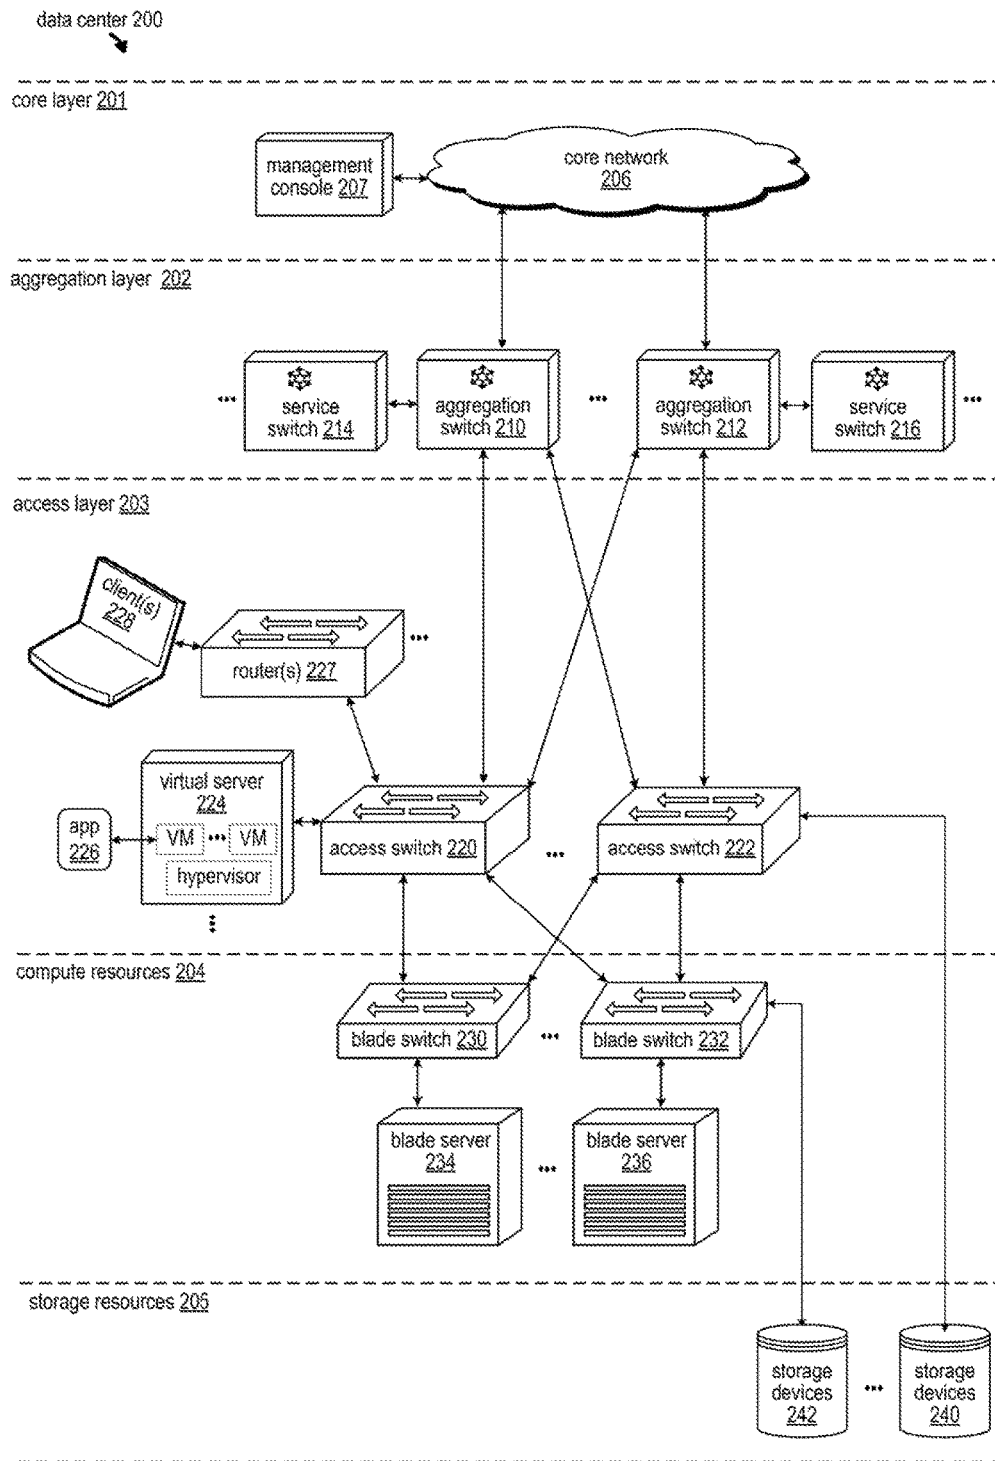 data center 200
core layer 201
management
console 207
core network
206
aggregation layer 202
service
switch 214
aggregation
switch 210
aggregation
switch 212
service
switch 216
access layer 203
client(s)
228
router(s) 227
virtual server
224
app
226
VM ••• VM
hypervisor
access switch 220
access switch 222
compute resources 204
blade switch 230
blade switch 232
blade server
234
blade server
236
storage resources 205
storage
devices
242
storage
devices
240